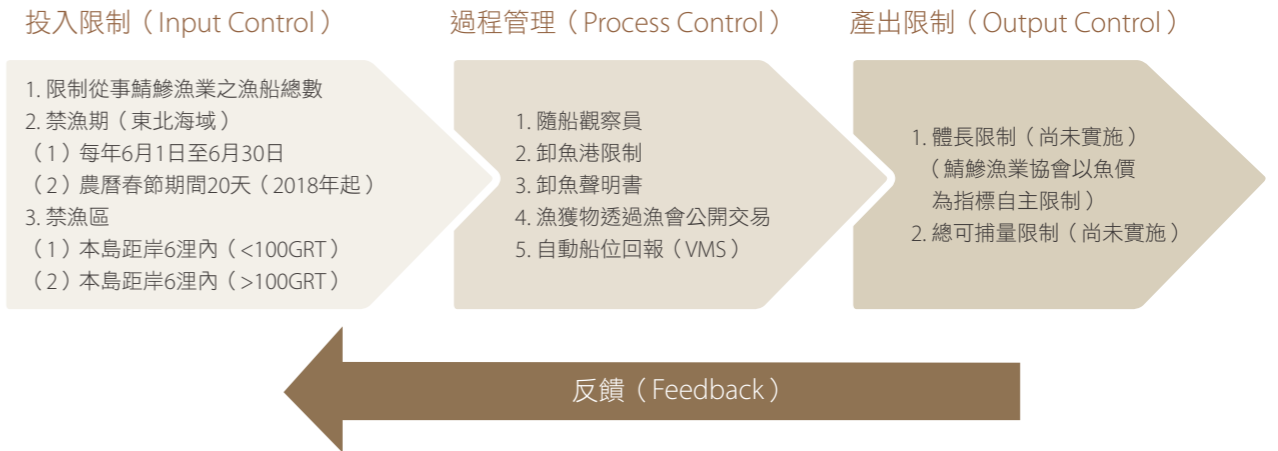 投入限制（Input Control）
1. 限制從事鯖鰺漁業之漁船總數
2. 禁漁期（東北海域）
（1）每年6月1日至6月30日
（2）農曆春節期間20天（2018年起）
3. 禁漁區
（1）本島距岸6浬內（<100GRT）
（2）本島距岸6浬內（>100GRT）
過程管理（Process Control）
1. 隨船觀察員
2. 卸魚港限制
3. 卸魚聲明書
4. 漁獲物透過漁會公開交易
5. 自動船位回報（VMS）
產出限制（Output Control）
1. 體長限制（尚未實施）
（鯖鰺漁業協會以魚價
為指標自主限制）
2. 總可捕量限制（尚未實施）
反饋（Feedback）